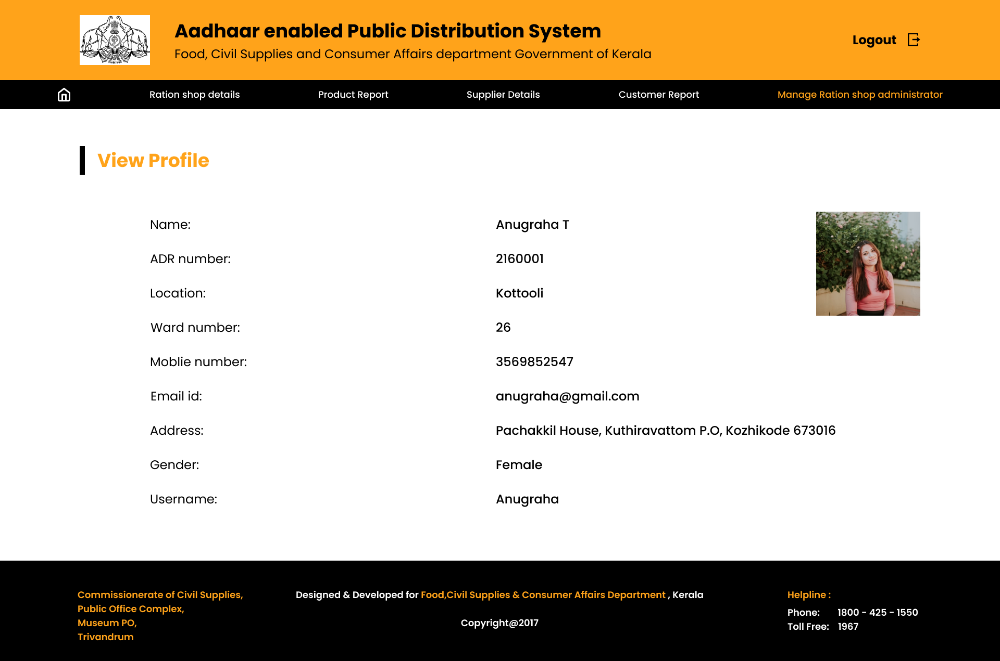 Aadhaar enabled Public Distribution System
Food, Civil Supplies and Consumer Affairs department Government of Kerala
Logout
Ration shop details
Product Report
Supplier Details
Customer Report
Manage Ration shop administrator
View Profile
Name: Anugraha T
ADR number: 2160001
Location: Kottooli
Ward number: 26
Moblie number: 3569852547
Email id: anugraha@gmail.com
Address: Pachakkil House, Kuthiravattom P.O, Kozhikode 673016
Gender: Female
Username: Anugraha
Commissionerate of Civil Supplies,
Public Office Complex,
Museum PO,
Trivandrum
Designed & Developed for Food,Civil Supplies & Consumer Affairs Department , Kerala
Copyright@2017
Helpline :
Phone: 1800 - 425 - 1550
Toll Free: 1967